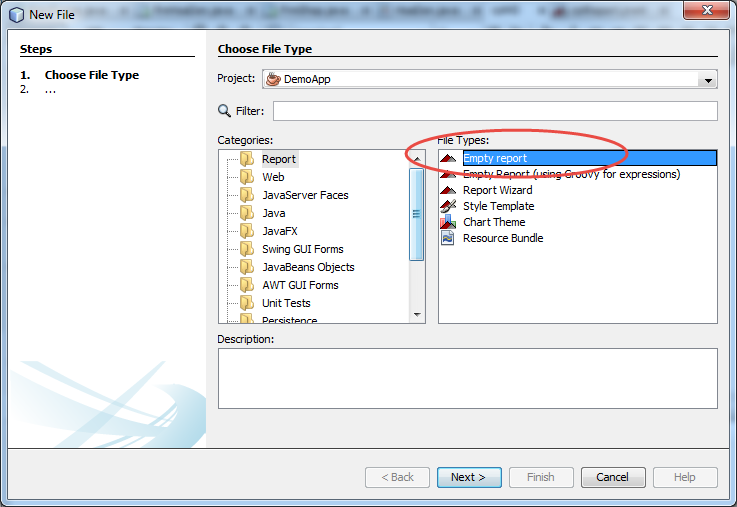 New File
Steps
1. Choose File Type
2. ...
Choose File Type
Project: DemoApp
Filter:
Categories:
Report
Web
JavaServer Faces
Java
JavaFX
Swing GUI Forms
JavaBeans Objects
AWT GUI Forms
Unit Tests
Persistence
File Types:
Empty report
Empty Report (using Groovy for expressions)
Report Wizard
Style Template
Chart Theme
Resource Bundle
Description:
< Back
Next >
Finish
Cancel
Help